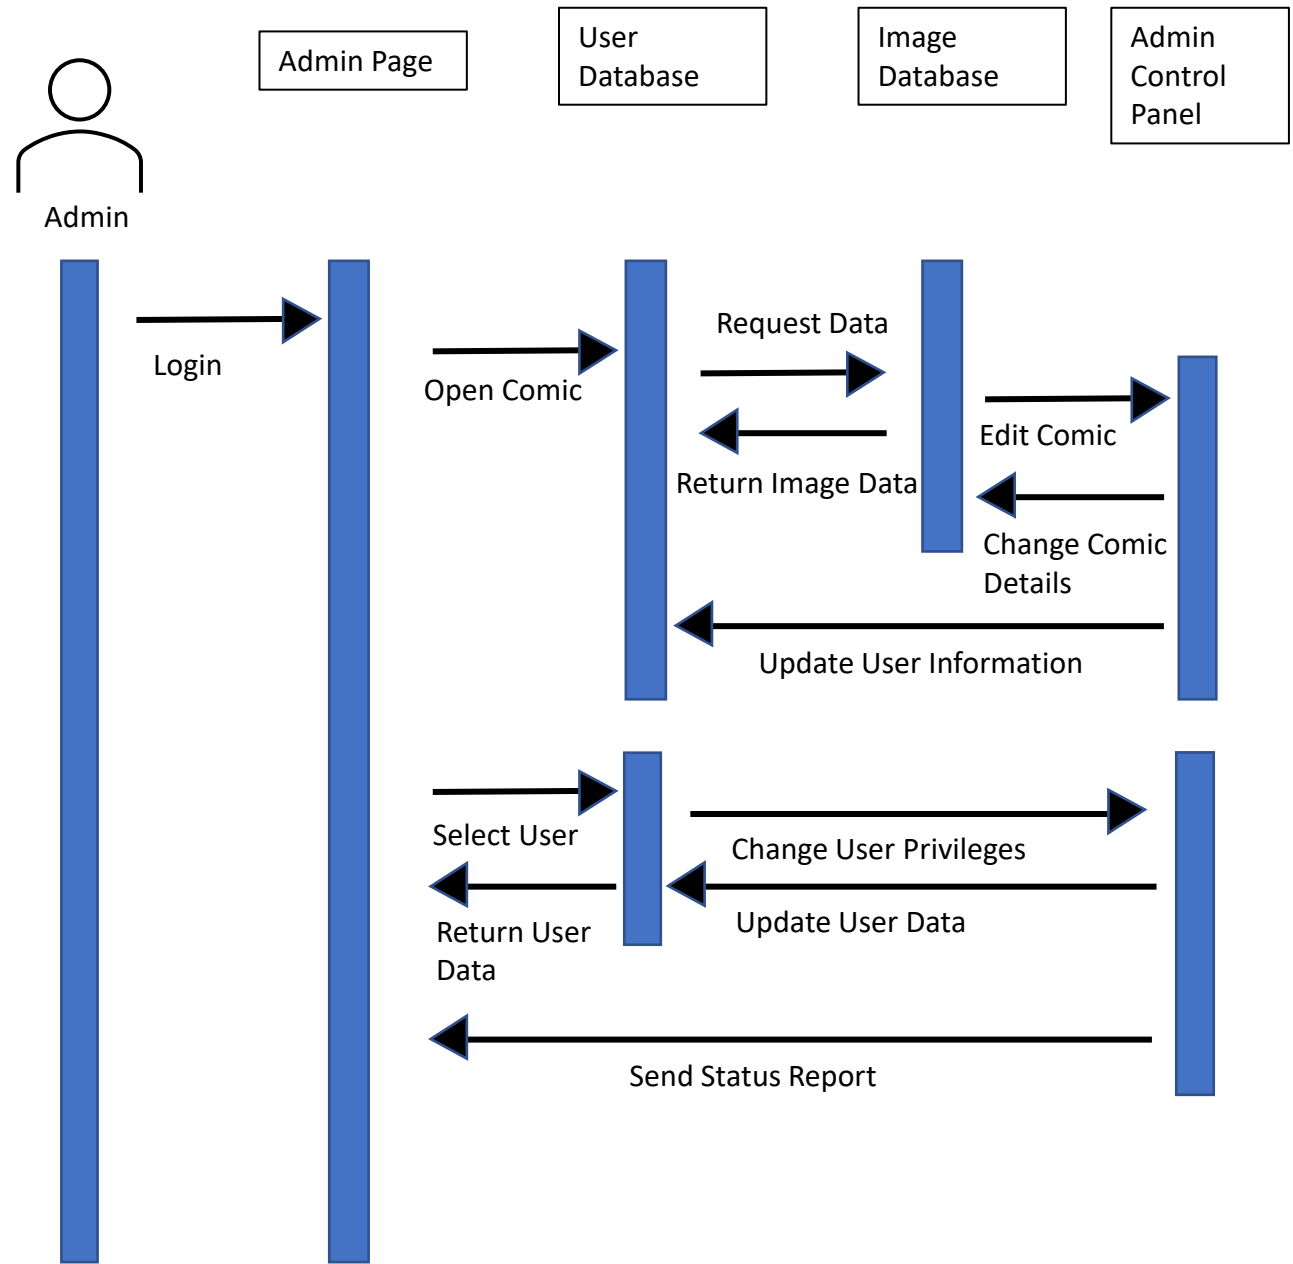 Admin Page
User
Database
Image
Database
Admin
Control
Panel
Admin
Login
Open Comic
Request Data
Return Image Data
Edit Comic
Change Comic
Details
Update User Information
Select User
Change User Privileges
Return User
Data
Update User Data
Send Status Report